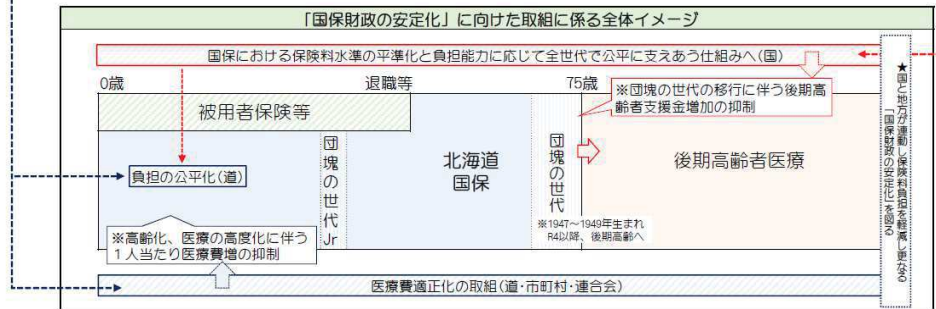 「国保財政の安定化」に向けた取組に係る全体イメージ
国保における保険料水準の平準化と負担能力に応じて全世代で公平に支えあう仕組みへ(国)
0歳
退職等
75歳
※団塊の世代の移行に伴う後期高
齢者支援金増加の抑制
被用者保険等
団塊の世代Jr
北海道
国保
団塊の世代
後期高齢者医療
負担の公平化(道)
※1947～1949年生まれ
R4以降、後期高齢へ
※高齢化、医療の高度化に伴う
1人当たり医療費増の抑制
医療費適正化の取組(道・市町村・連合会)
★国と地方が連動し保険料負担を軽減し更なる
「国保財政の安定化」を図る